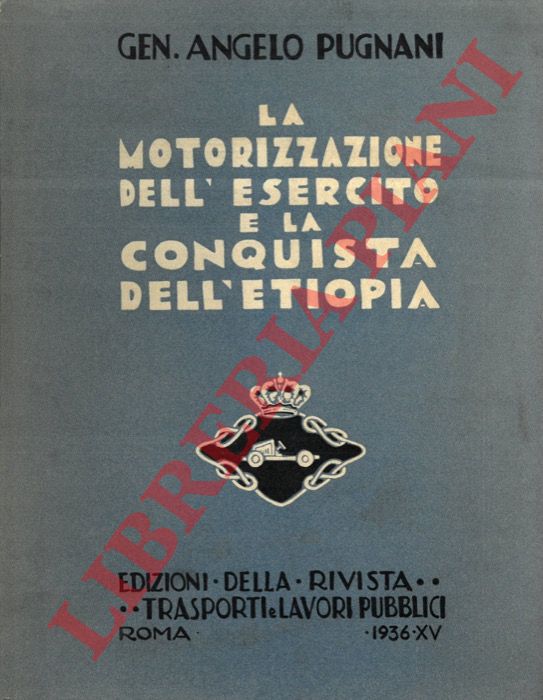 GEN. ANGELO PUGNANI
LA
MOTORIZZAZIONE
DELL' ESERCITO
E LA
CONQUISTA
DELL'ETIOPIA
EDIZIONI · DELLA · RIVISTA · ·
· · TRASPORTI e LAVORI PUBBLICI
ROMA · · 1936 · XV
LIBRERIA PIANI